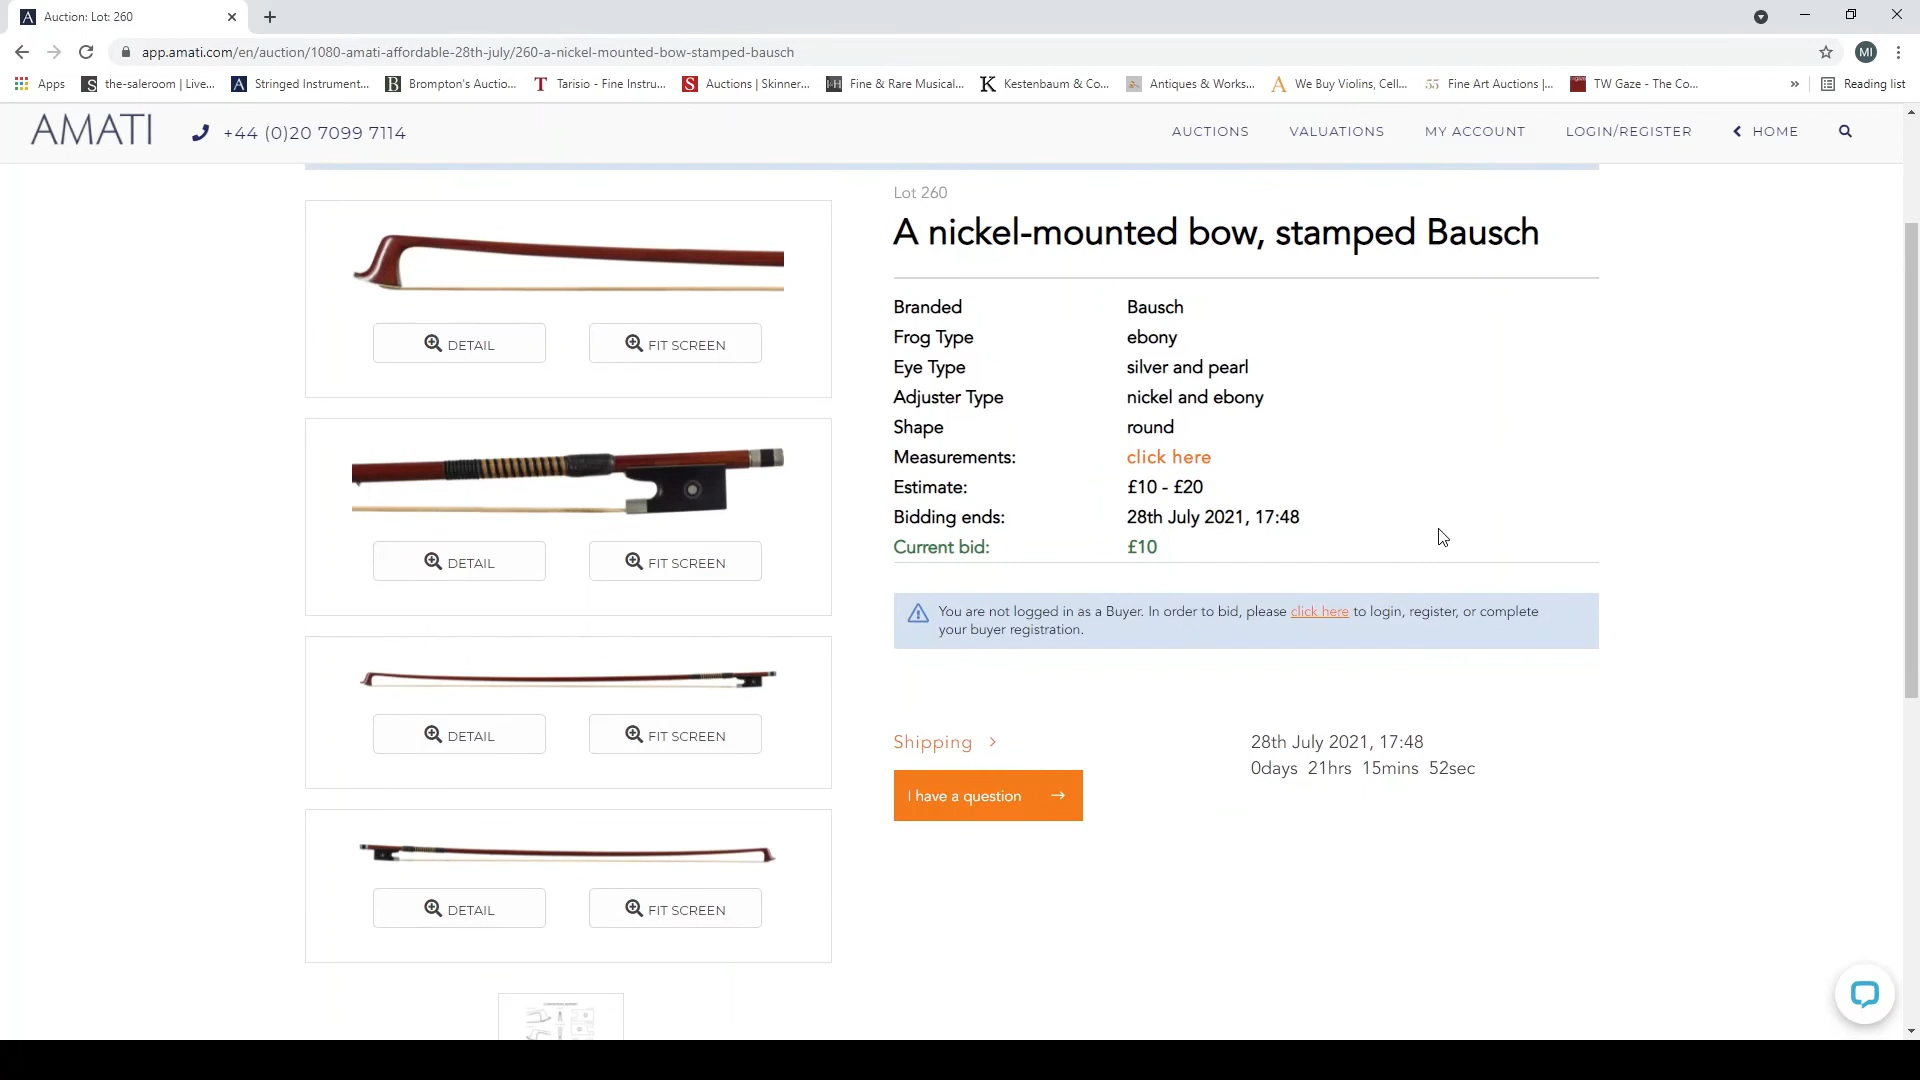 Auction: Lot: 260
app.amati.com/en/auction/1080-amati-affordable-28th-july/260-a-nickel-mounted-bow-stamped-bausch
MI
Apps the-saleroom | Live... Stringed Instrument... Brompton's Auctio... Tarisio - Fine Instru... Auctions | Skinner... Fine & Rare Musical... Kestenbaum & Co... Antiques & Works... We Buy Violins, Cell... Fine Art Auctions |... TW Gaze - The Co... » Reading list
AMATI +44 (0)20 7099 7114 AUCTIONS VALUATIONS MY ACCOUNT LOGIN/REGISTER HOME
Lot 260
A nickel-mounted bow, stamped Bausch
Branded Bausch
Frog Type ebony
Eye Type silver and pearl
Adjuster Type nickel and ebony
Shape round
Measurements: click here
Estimate: £10 - £20
Bidding ends: 28th July 2021, 17:48
Current bid: £10
You are not logged in as a Buyer. In order to bid, please click here to login, register, or complete
your buyer registration.
Shipping > 28th July 2021, 17:48
0days 21hrs 15mins 52sec
I have a question →
DETAIL FIT SCREEN
DETAIL FIT SCREEN
DETAIL FIT SCREEN
DETAIL FIT SCREEN